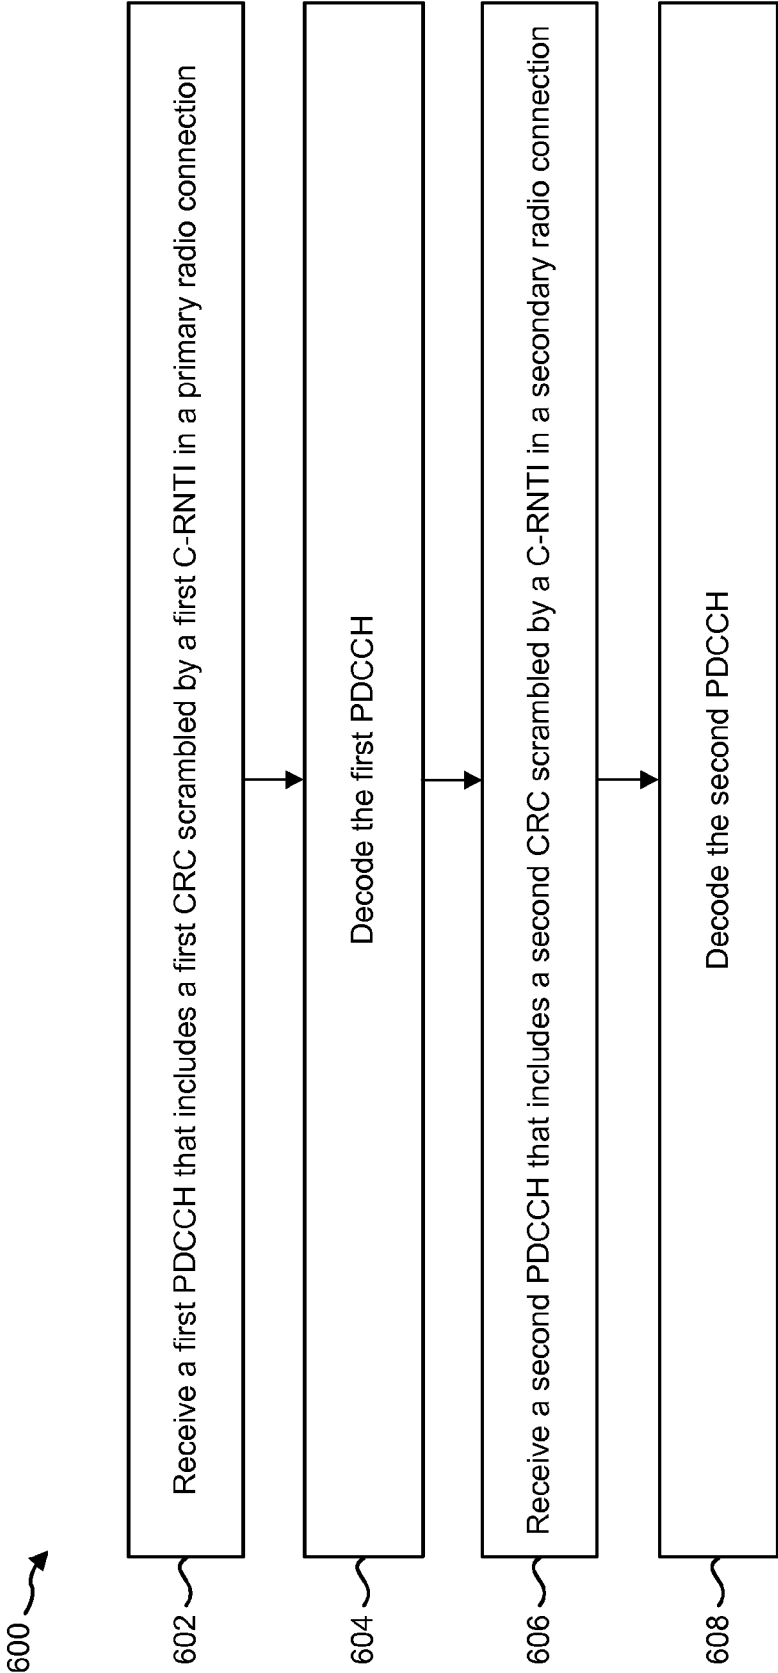 600
602
Receive a first PDCCH that includes a first CRC scrambled by a first C-RNTI in a primary radio connection
604
Decode the first PDCCH
606
Receive a second PDCCH that includes a second CRC scrambled by a C-RNTI in a secondary radio connection
608
Decode the second PDCCH